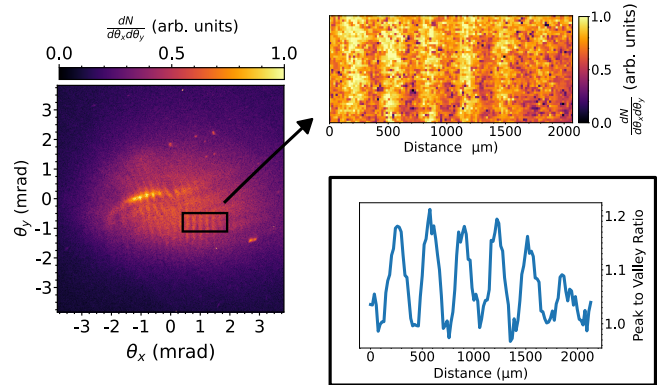 dN/dθxdθy (arb. units)
0.0 0.5 1.0
3
2
1
0
-1
-2
-3
θy (mrad)
-3 -2 -1 0 1 2 3
θx (mrad)
1.0
0.5
0.0
dN/dθxdθy (arb. units)
0 500 1000 1500 2000
Distance μm
1.2
1.1
1.0
Peak to Valley Ratio
0 500 1000 1500 2000
Distance (μm)